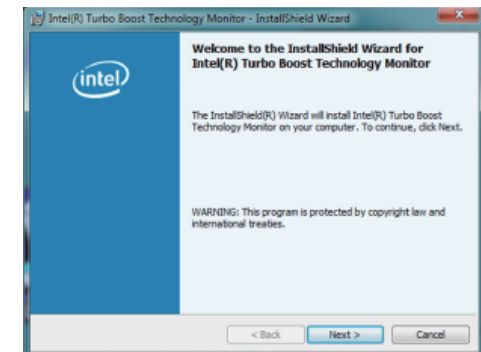 Intel(R) Turbo Boost Technology Monitor - InstallShield Wizard
Welcome to the InstallShield Wizard for
Intel(R) Turbo Boost Technology Monitor
(intel)
The InstallShield(R) Wizard will install Intel(R) Turbo Boost
Technology Monitor on your computer. To continue, click Next.
WARNING: This program is protected by copyright law and
international treaties.
< Back
Next >
Cancel